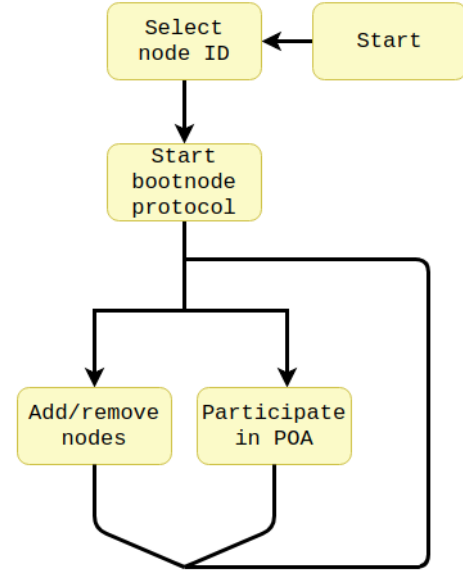 Select
node ID
Start
Start
bootnode
protocol
Add/remove
nodes
Participate
in POA